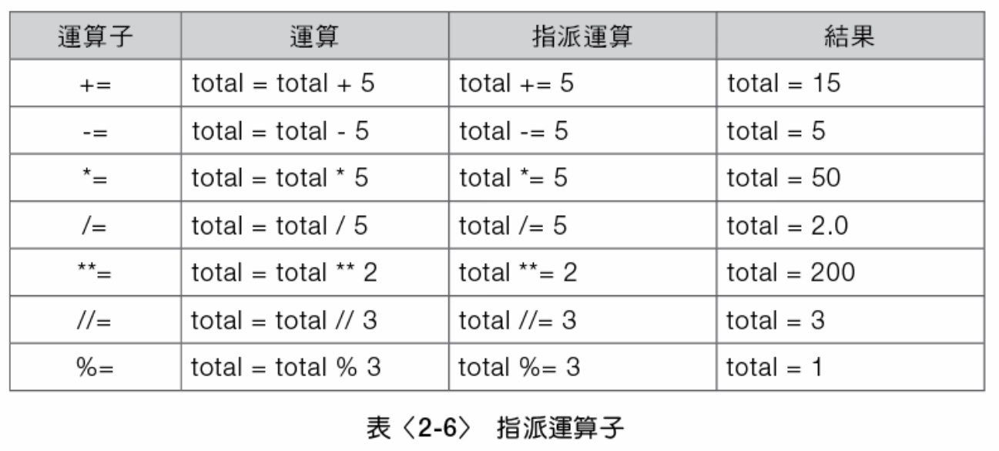 運算子 運算 指派運算 結果
+= total = total + 5 total += 5 total = 15
-= total = total - 5 total -= 5 total = 5
*= total = total * 5 total *= 5 total = 50
/= total = total / 5 total /= 5 total = 2.0
**= total = total ** 2 total **= 2 total = 200
//= total = total // 3 total //= 3 total = 3
%= total = total % 3 total %= 3 total = 1
表〈2-6〉 指派運算子